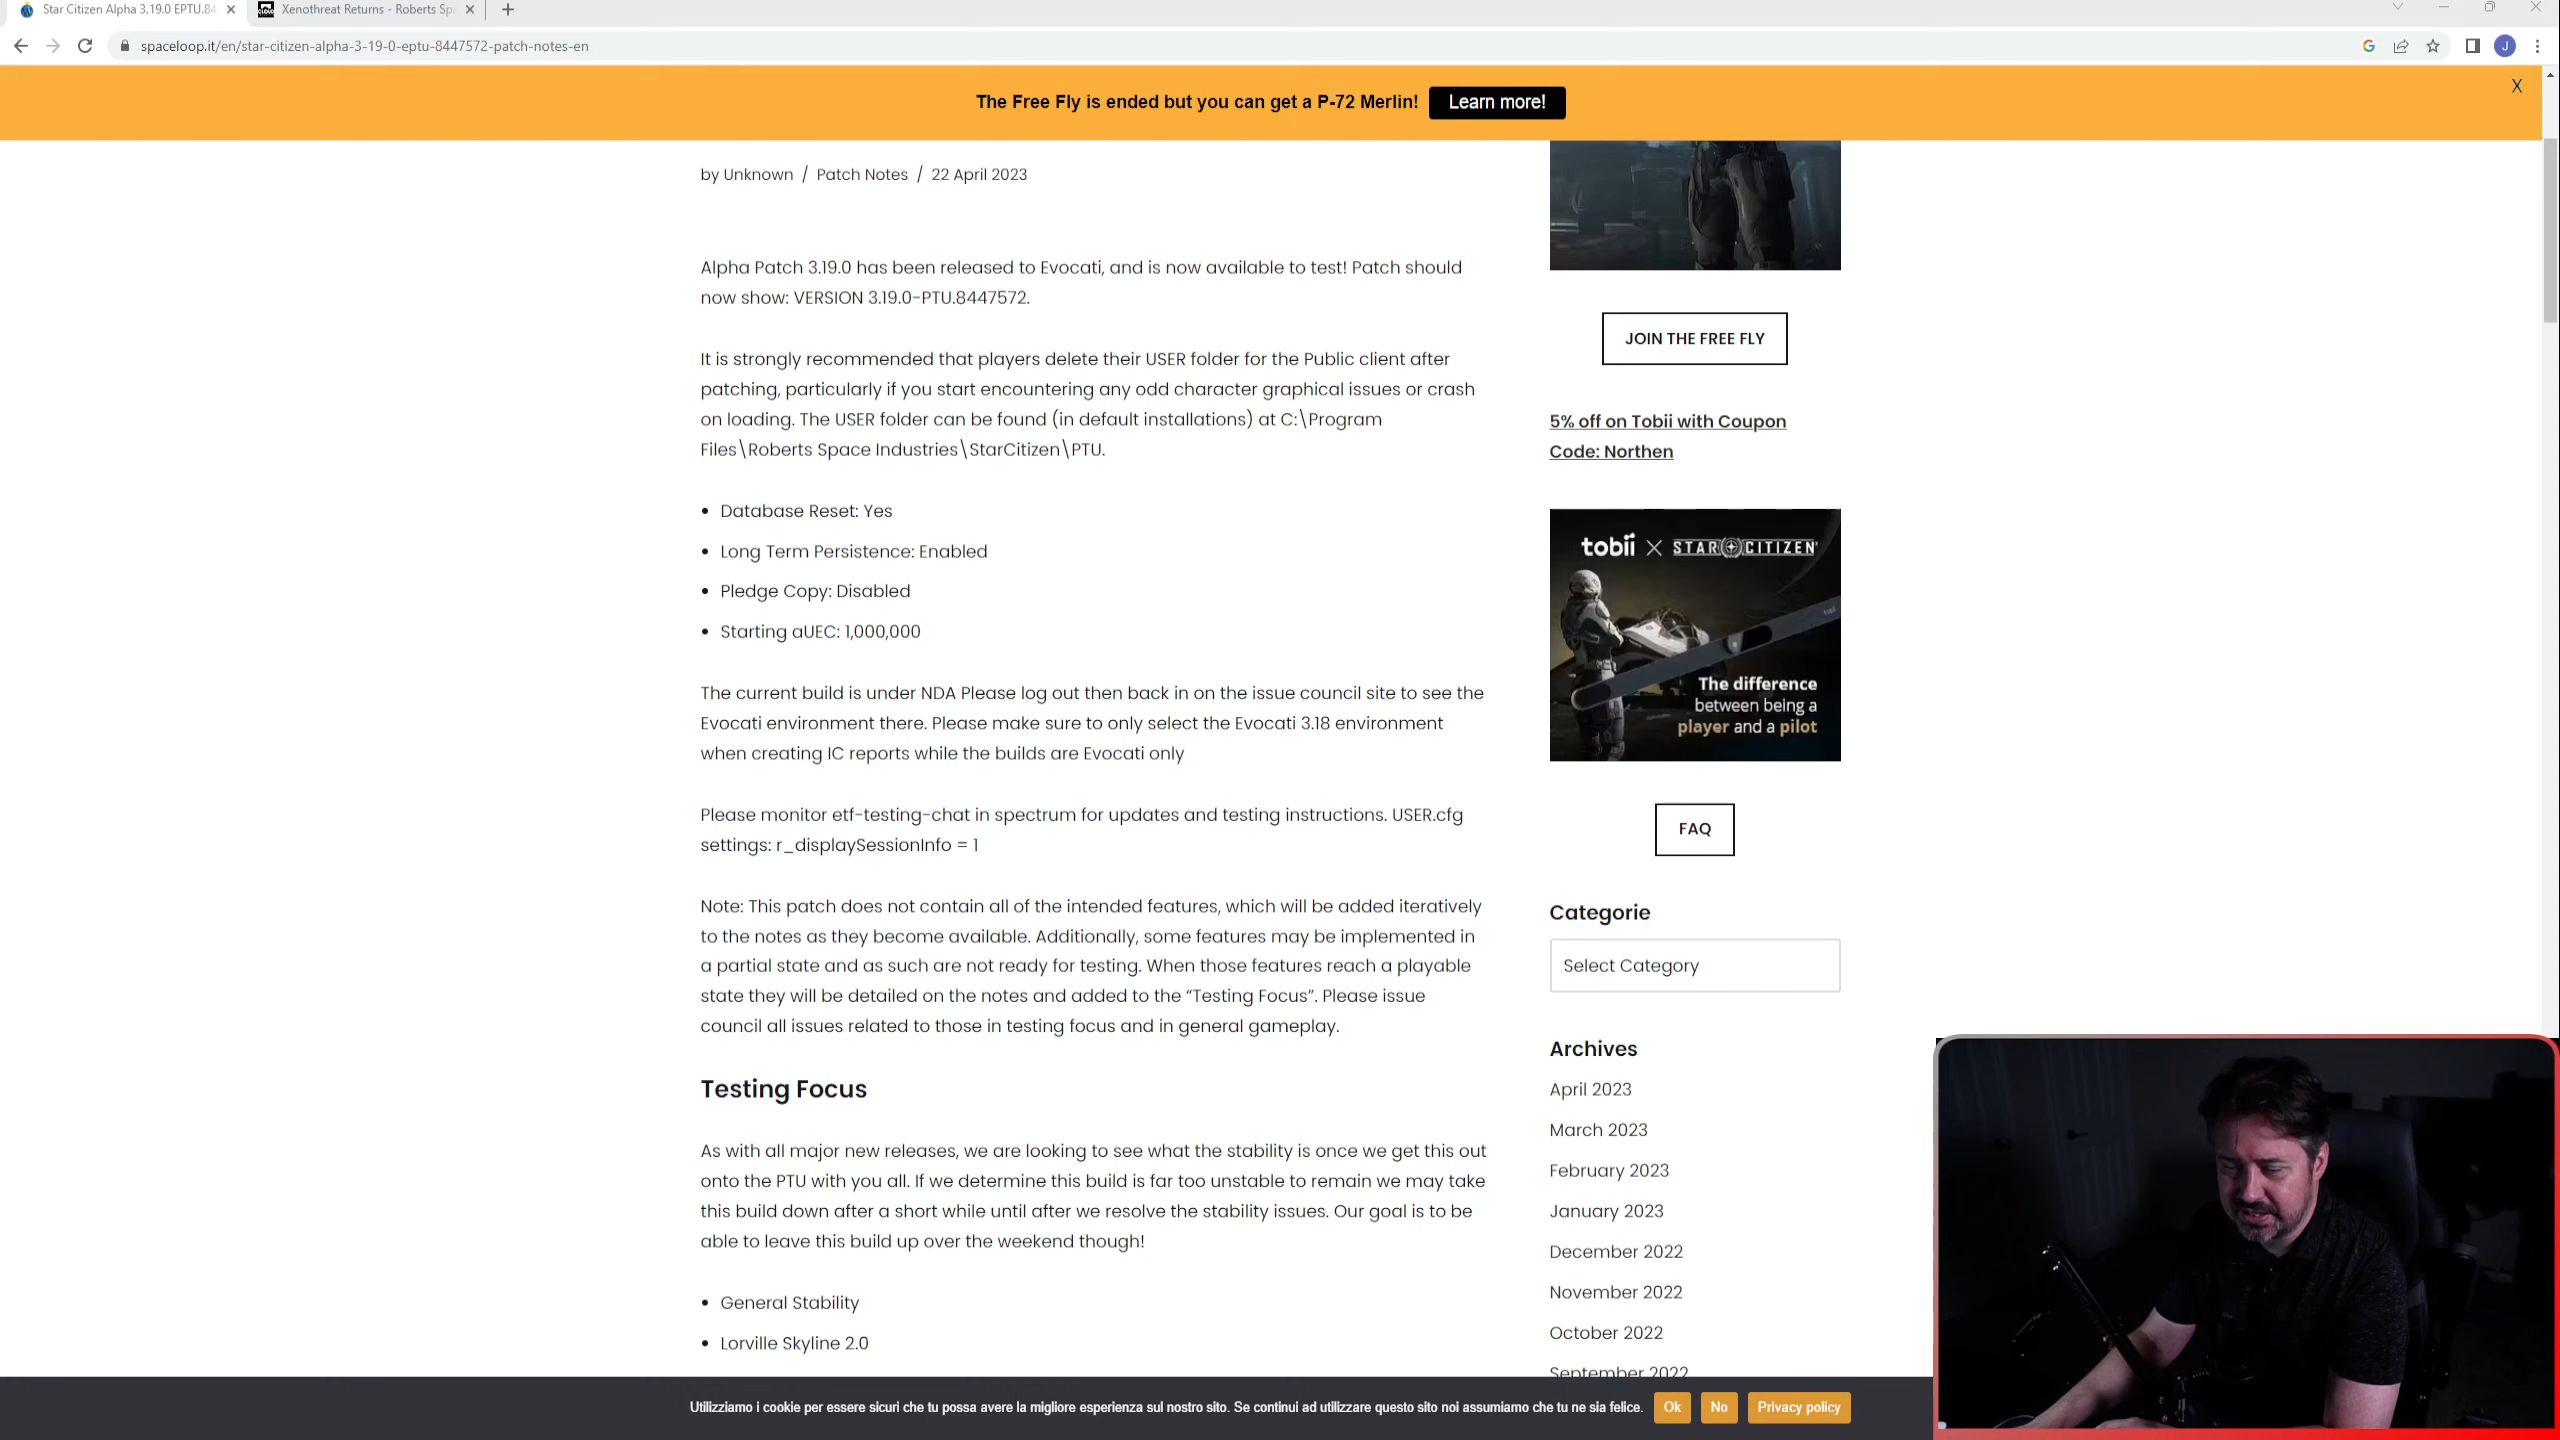 Star Citizen Alpha 3.19.0 EPTU.84
Xenothreat Returns - Roberts Spa
spaceloop.it/en/star-citizen-alpha-3-19-0-eptu-8447572-patch-notes-en
J
The Free Fly is ended but you can get a P-72 Merlin! Learn more!
X
by Unknown / Patch Notes / 22 April 2023
Alpha Patch 3.19.0 has been released to Evocati, and is now available to test! Patch should
now show: VERSION 3.19.0-PTU.8447572.
It is strongly recommended that players delete their USER folder for the Public client after
patching, particularly if you start encountering any odd character graphical issues or crash
on loading. The USER folder can be found (in default installations) at C:\Program
Files\Roberts Space Industries\StarCitizen\PTU.
• Database Reset: Yes
• Long Term Persistence: Enabled
• Pledge Copy: Disabled
• Starting aUEC: 1,000,000
The current build is under NDA Please log out then back in on the issue council site to see the
Evocati environment there. Please make sure to only select the Evocati 3.18 environment
when creating IC reports while the builds are Evocati only
Please monitor etf-testing-chat in spectrum for updates and testing instructions. USER.cfg
settings: r_displaySessionInfo = 1
Note: This patch does not contain all of the intended features, which will be added iteratively
to the notes as they become available. Additionally, some features may be implemented in
a partial state and as such are not ready for testing. When those features reach a playable
state they will be detailed on the notes and added to the “Testing Focus”. Please issue
council all issues related to those in testing focus and in general gameplay.
Testing Focus
As with all major new releases, we are looking to see what the stability is once we get this out
onto the PTU with you all. If we determine this build is far too unstable to remain we may take
this build down after a short while until after we resolve the stability issues. Our goal is to be
able to leave this build up over the weekend though!
• General Stability
• Lorville Skyline 2.0
JOIN THE FREE FLY
5% off on Tobii with Coupon
Code: Northen
tobii X STAR CITIZEN
The difference
between being a
player and a pilot
FAQ
Categorie
Select Category
Archives
April 2023
March 2023
February 2023
January 2023
December 2022
November 2022
October 2022
September 2022
Utilizziamo i cookie per essere sicuri che tu possa avere la migliore esperienza sul nostro sito. Se continui ad utilizzare questo sito noi assumiamo che tu ne sia felice. Ok No Privacy policy